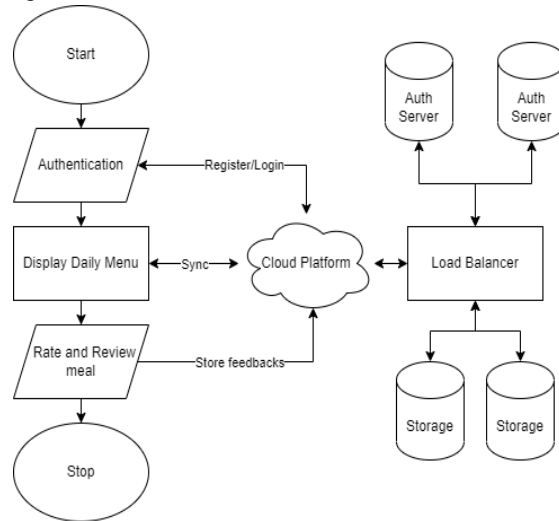 Start
Auth
Server
Auth
Server
Authentication
Register/Login
Display Daily Menu
Sync
Cloud Platform
Load Balancer
Rate and Review
meal
Store feedbacks
Storage
Storage
Stop